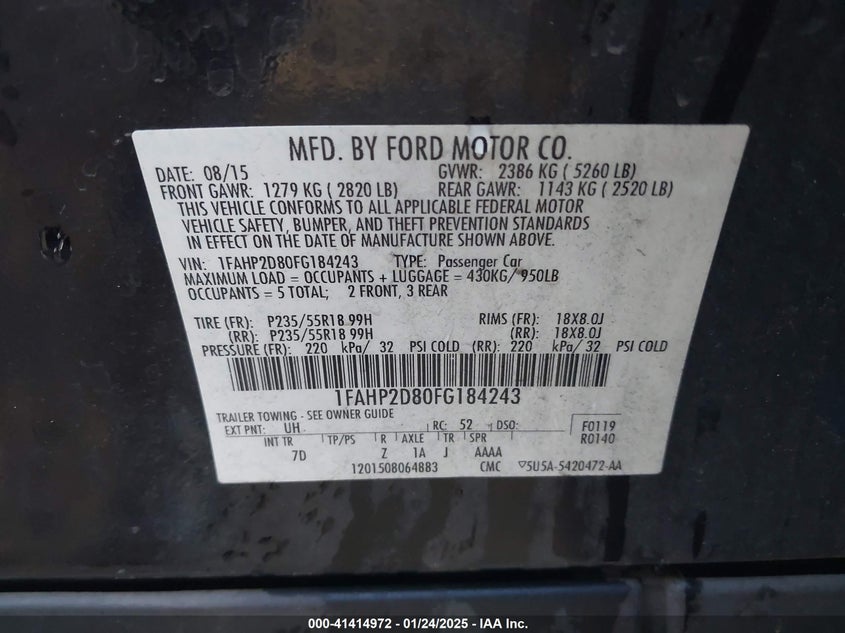 MFD. BY FORD MOTOR CO.
DATE: 08/15 GVWR: 2386 KG ( 5260 LB)
FRONT GAWR: 1279 KG ( 2820 LB) REAR GAWR: 1143 KG ( 2520 LB)
THIS VEHICLE CONFORMS TO ALL APPLICABLE FEDERAL MOTOR
VEHICLE SAFETY, BUMPER, AND THEFT PREVENTION STANDARDS
IN EFFECT ON THE DATE OF MANUFACTURE SHOWN ABOVE.
VIN: 1FAHP2D80FG184243 TYPE: Passenger Car
MAXIMUM LOAD = OCCUPANTS + LUGGAGE = 430KG/ 950LB
OCCUPANTS = 5 TOTAL; 2 FRONT, 3 REAR
TIRE (FR): P235/55R18 99H RIMS (FR): 18X8.0J
(RR): P235/55R18 99H (RR): 18X8.0J
PRESSURE (FR): 220 kPa/ 32 PSI COLD (RR): 220 kPa/ 32 PSI COLD
1FAHP2D80FG184243
TRAILER TOWING - SEE OWNER GUIDE
EXT PNT: UH RC: 52 DSO: F0119
INT TR TP/PS R AXLE TR SPR R0140
7D Z 1A J AAAA
1201508064883 CMC ▽5U5A-5420472-AA
000-41414972 - 01/24/2025 - IAA Inc.